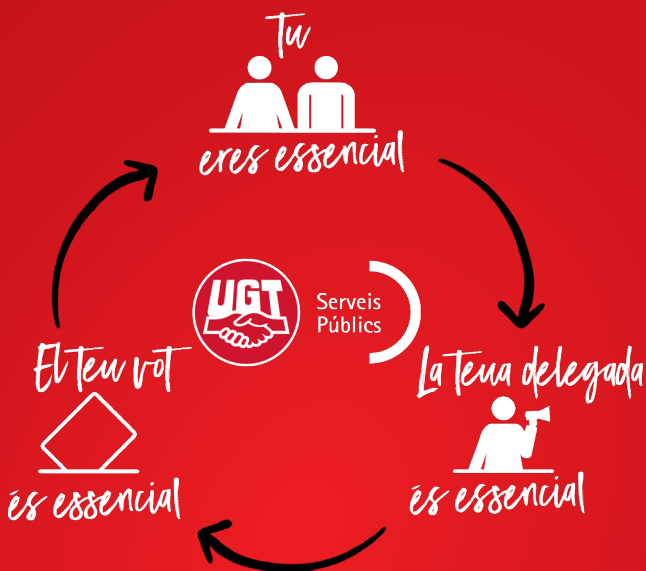 Tu
eres essencial
UGT
Serveis
Públics
La teua delegada
és essencial
El teu vot
és essencial